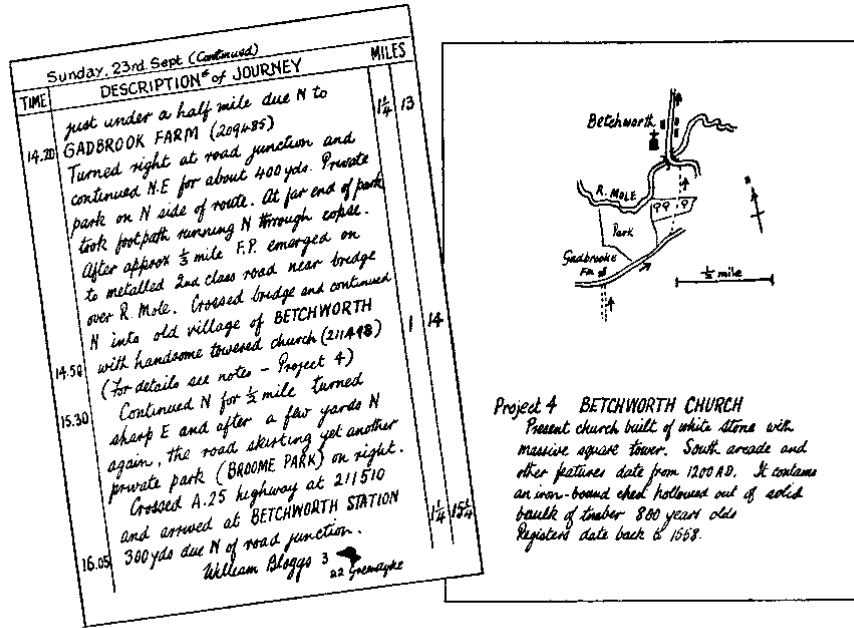 Sunday, 23rd. Sept (Continued)
TIME DESCRIPTION of JOURNEY MILES
just under a half mile due N to 1¼ 13
14.20 GADBROOK FARM (209485)
Turned right at road junction and
continued N.E for about 400 yds. Private
park on N side of route. At far end of park
took footpath running N through copse.
After approx ⅓ mile F.P. emerged on
to metalled 2nd class road near bridge
over R. Mole. Crossed bridge and continued
N into old village of BETCHWORTH
14.50 with handsome towered church (211498) 1 14
(For details see notes - Project 4)
15.30 Continued N for ½ mile turned
sharp E and after a few yards N
again, the road skirting yet another
private park (BROOME PARK) on right.
Crossed A.25 highway at 211510
and arrived at BETCHWORTH STATION 1¼ 15¼
16.05 300 yds due N of road junction.
William Bloggs 3
22
Betchworth
R. MOLE
Park
Gadbrooke
Fm
½ mile
Project 4 BETCHWORTH CHURCH
Present church built of white stone with
massive square tower. South arcade and
other features date from 1200 AD. It contains
an iron-bound chest hollowed out of solid
baulk of timber 800 years old.
Registers date back to 1558.